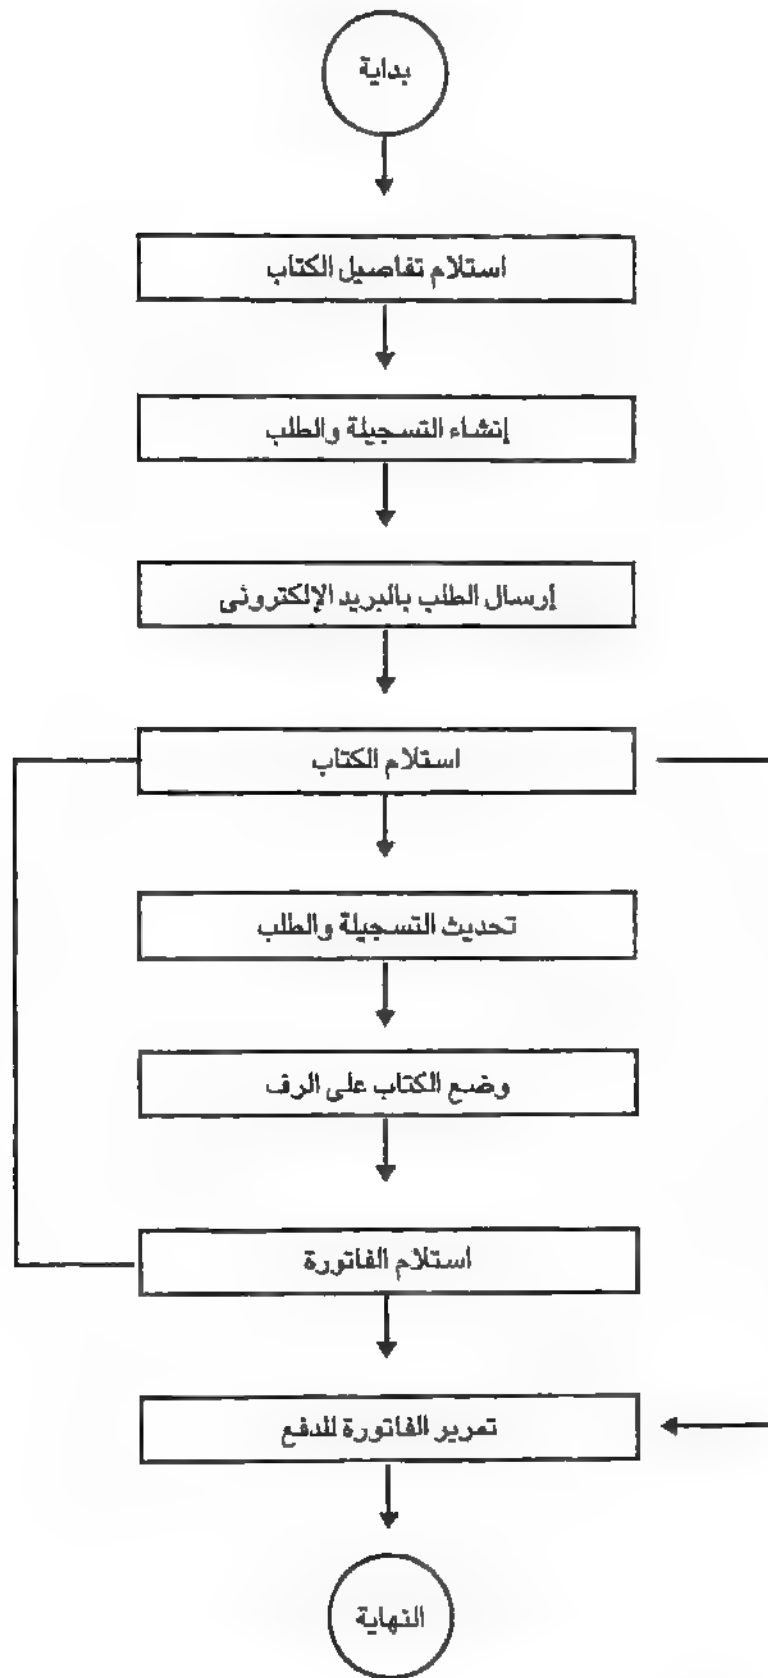 بداية
استلام تفاصيل الكتاب
إنشاء التسجيلة والطلب
إرسال الطلب بالبريد الإلكترونى
استلام الكتاب
تحديث التسجيلة والطلب
وضع الكتاب على الرف
استلام الفاتورة
تمرير الفاتورة للدفع
النهاية